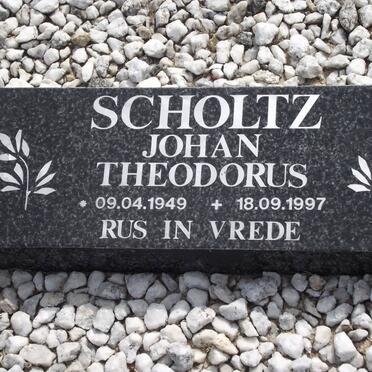 SCHOLTZ
JOHAN
THEODORUS
* 09.04.1949 + 18.09.1997
RUS IN VREDE